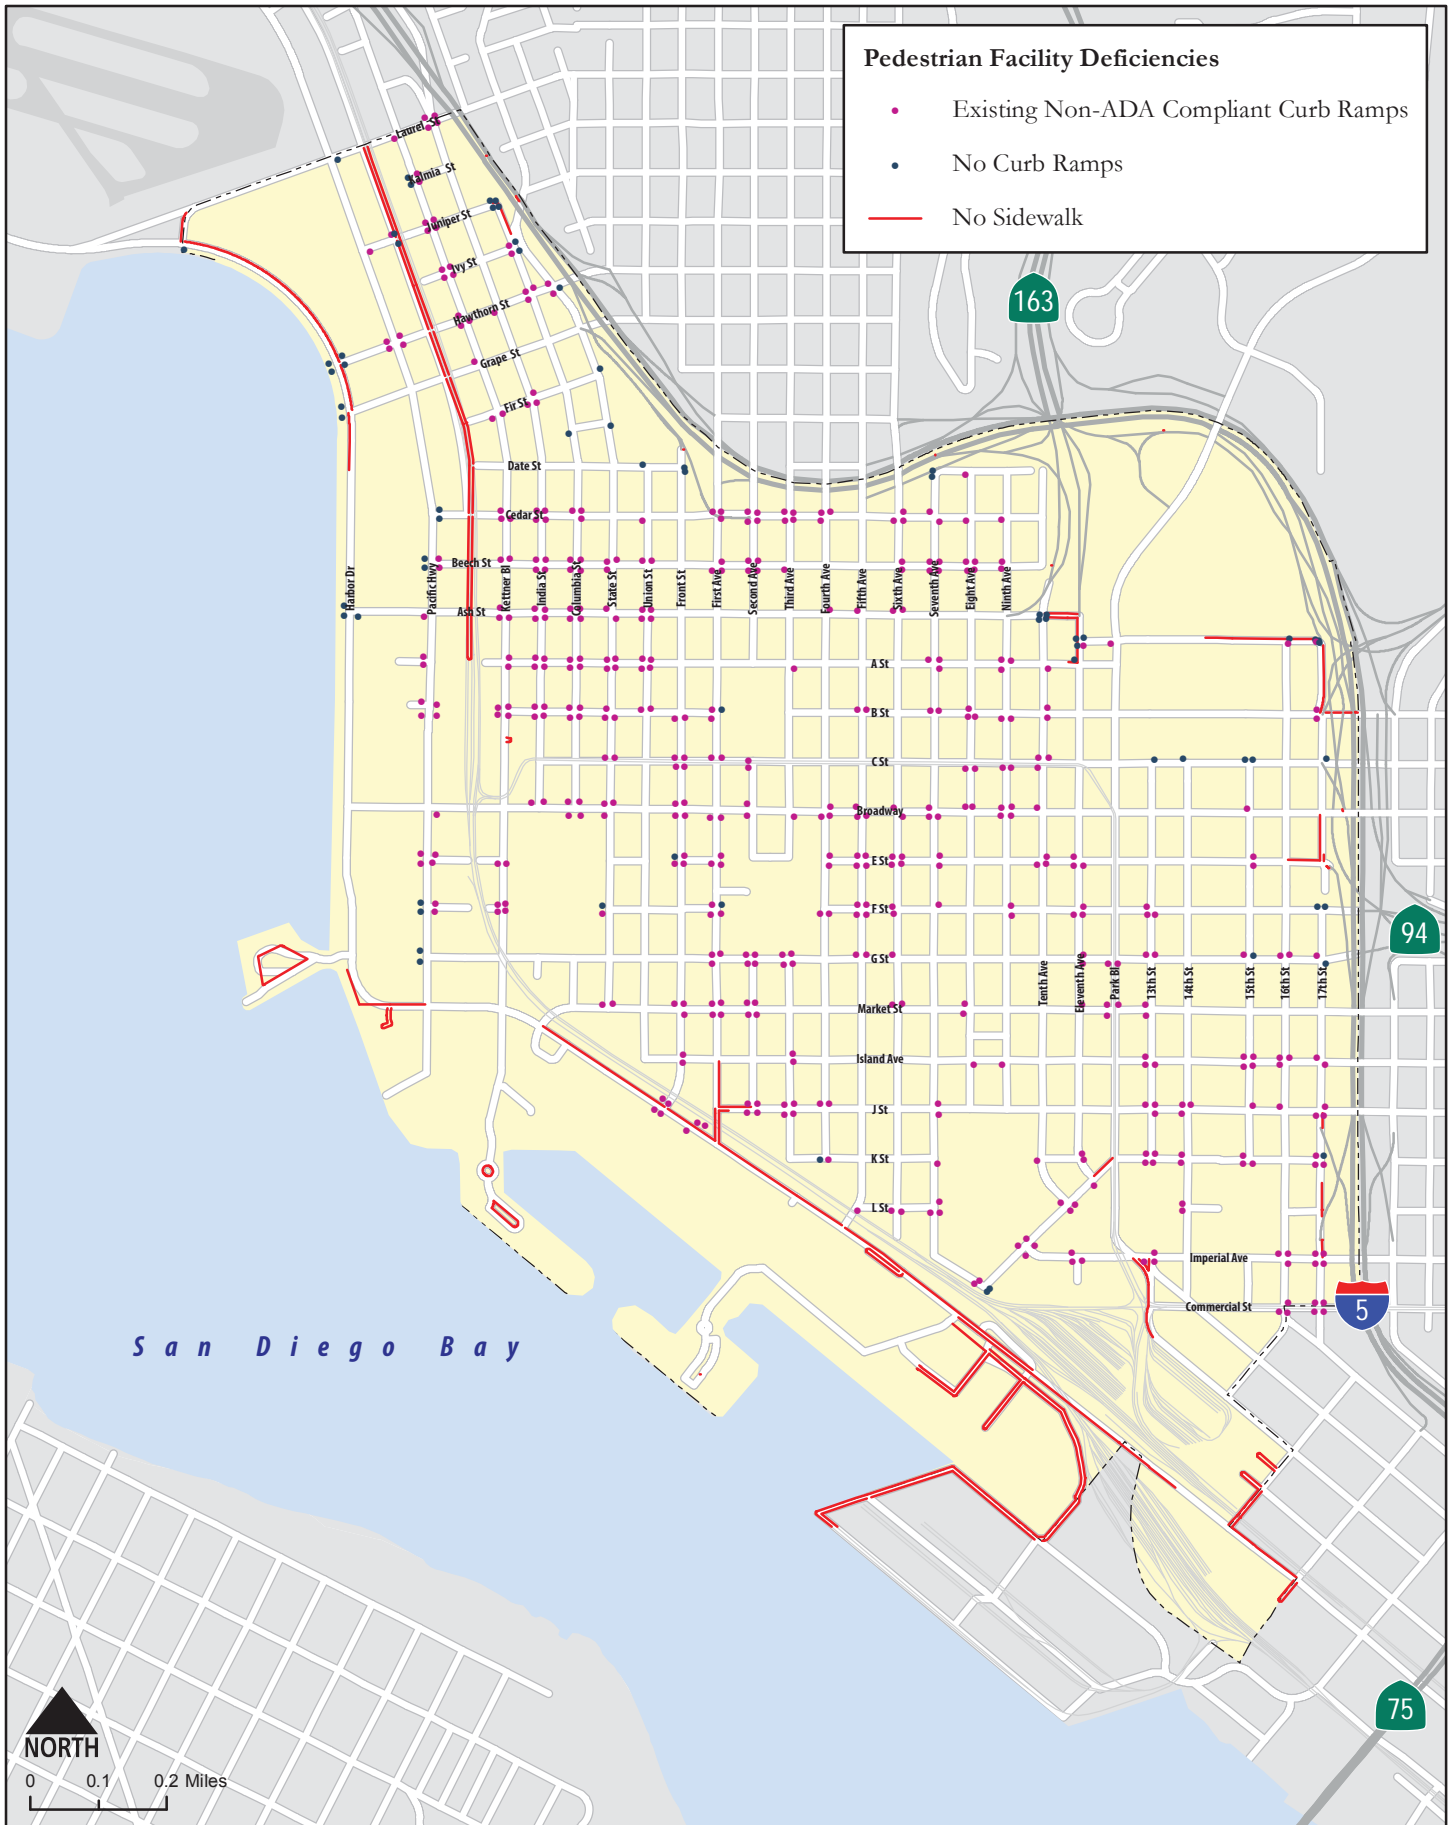 Pedestrian Facility Deficiencies
Existing Non-ADA Compliant Curb Ramps
No Curb Ramps
No Sidewalk
163
94
5
75
Laurel St
Kalmia St
Juniper St
Ivy St
Hawthorn St
Grape St
Fir St
Date St
Cedar St
Beech St
Ash St
A St
B St
C St
Broadway
E St
F St
G St
Market St
Island Ave
J St
K St
L St
Imperial Ave
Commercial St
Harbor Dr
Pacific Hwy
Kettner Bl
India St
Columbia St
State St
Union St
Front St
First Ave
Second Ave
Third Ave
Fourth Ave
Fifth Ave
Sixth Ave
Seventh Ave
Eight Ave
Ninth Ave
Tenth Ave
Eleventh Ave
Park Bl
13th St
14th St
15th St
16th St
17th St
San Diego Bay
NORTH
0 0.1 0.2 Miles